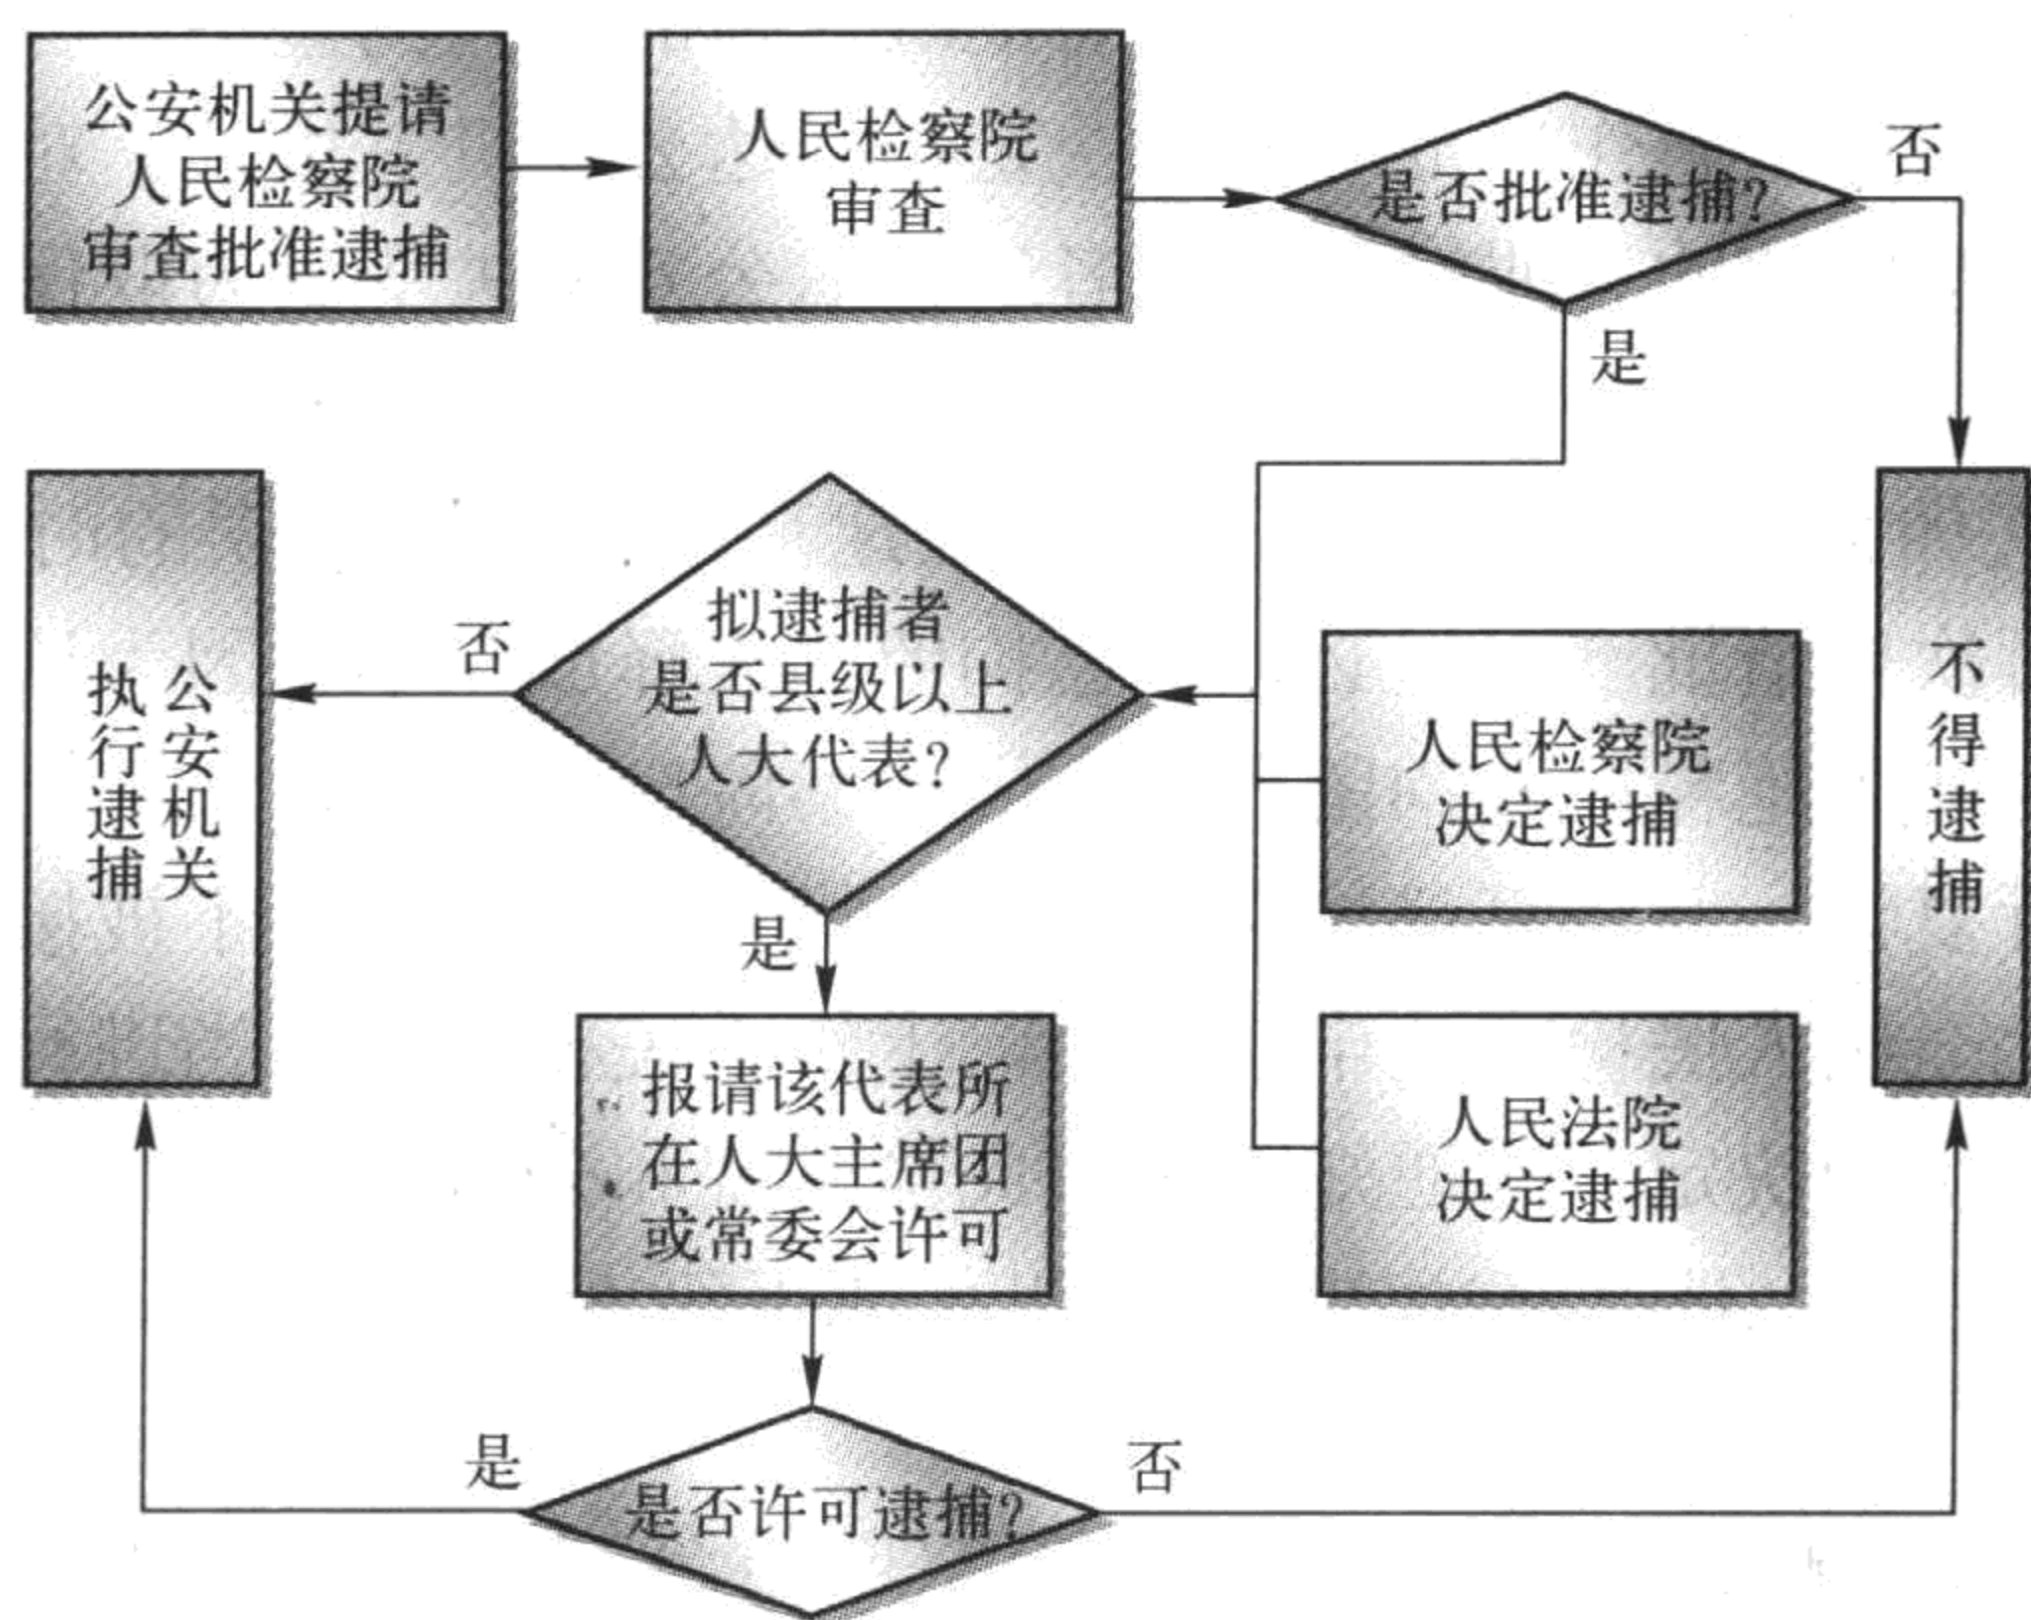 公安机关提请
人民检察院
审查批准逮捕
人民检察院
审查
是否批准逮捕?
否
是
公安机关
执行逮捕
否
拟逮捕者
是否县级以上
人大代表?
人民检察院
决定逮捕
不得逮捕
是
报请该代表所
在人大主席团
或常委会许可
人民法院
决定逮捕
是
是否许可逮捕?
否